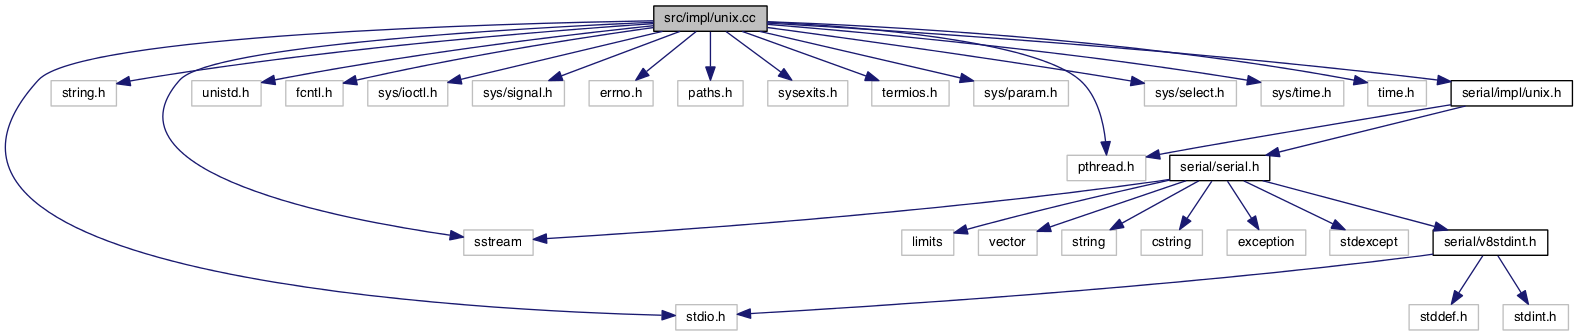 src/impl/unix.cc
string.h
unistd.h
fcntl.h
sys/ioctl.h
sys/signal.h
errno.h
paths.h
sysexits.h
termios.h
sys/param.h
sys/select.h
sys/time.h
time.h
serial/impl/unix.h
pthread.h
serial/serial.h
sstream
limits
vector
string
cstring
exception
stdexcept
serial/v8stdint.h
stdio.h
stddef.h
stdint.h